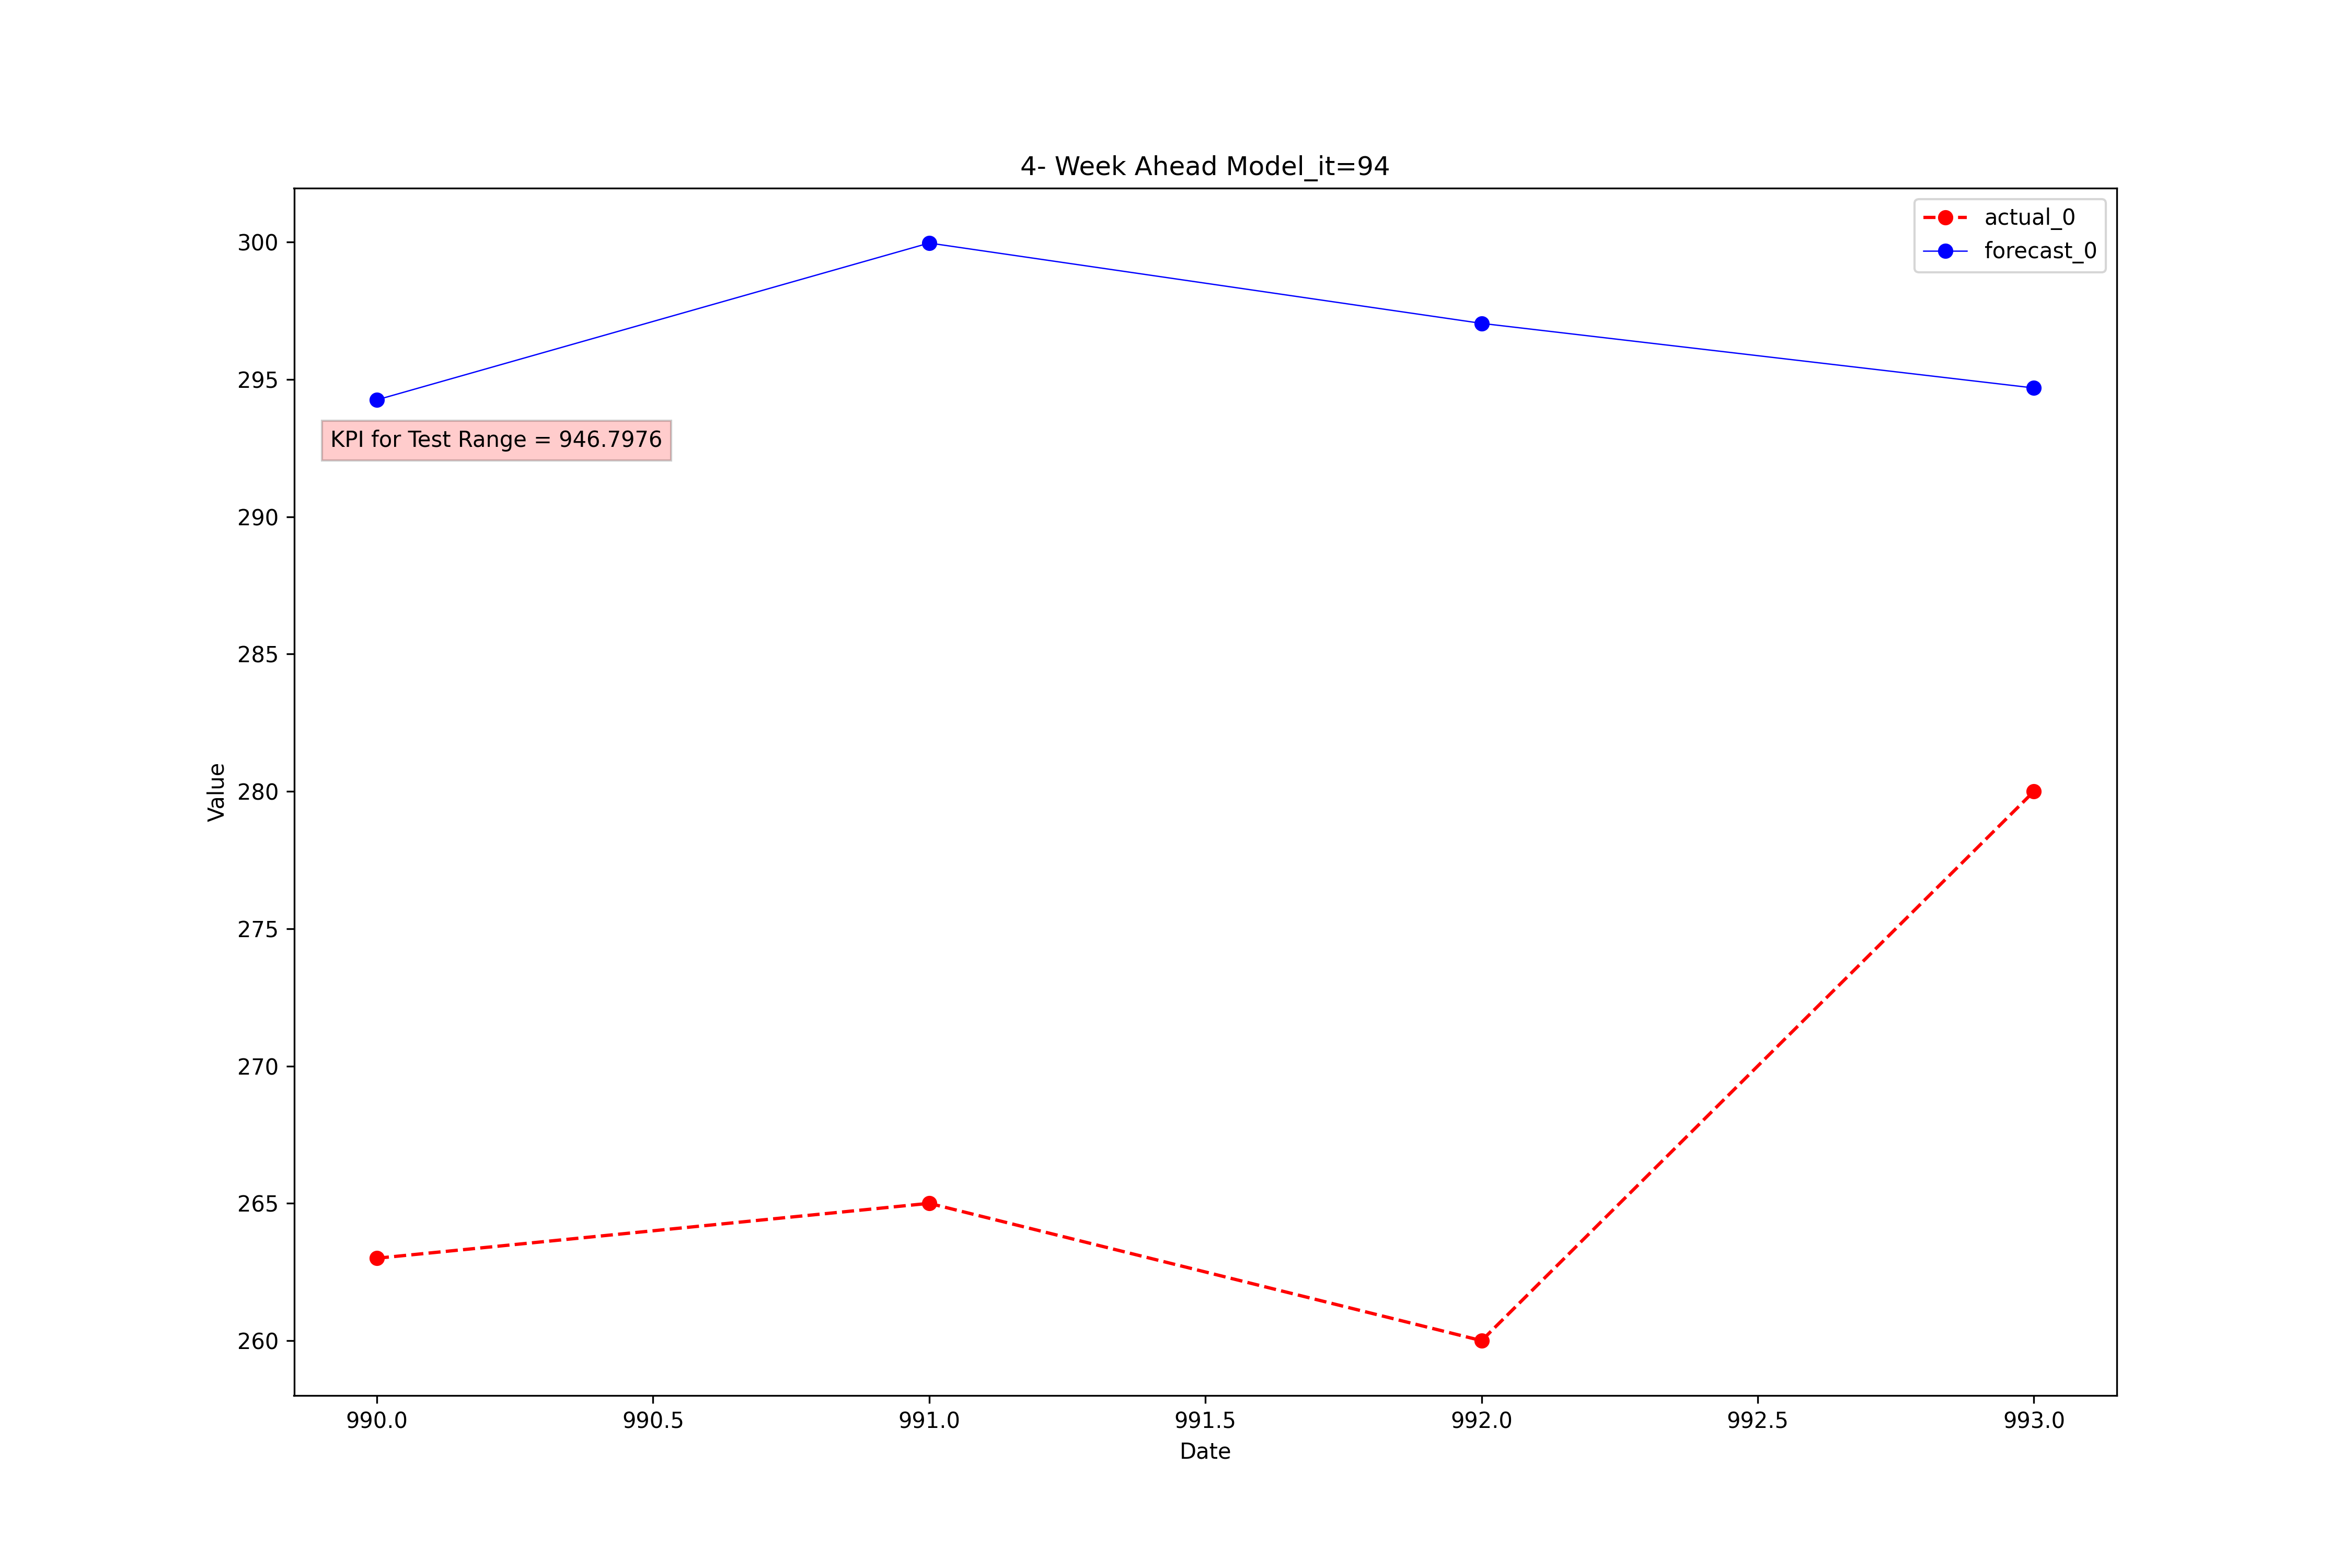 4- Week Ahead Model_it=94
actual_0
forecast_0
KPI for Test Range = 946.7976
Value
300
295
290
285
280
275
270
265
260
990.0 990.5 991.0 991.5 992.0 992.5 993.0
Date